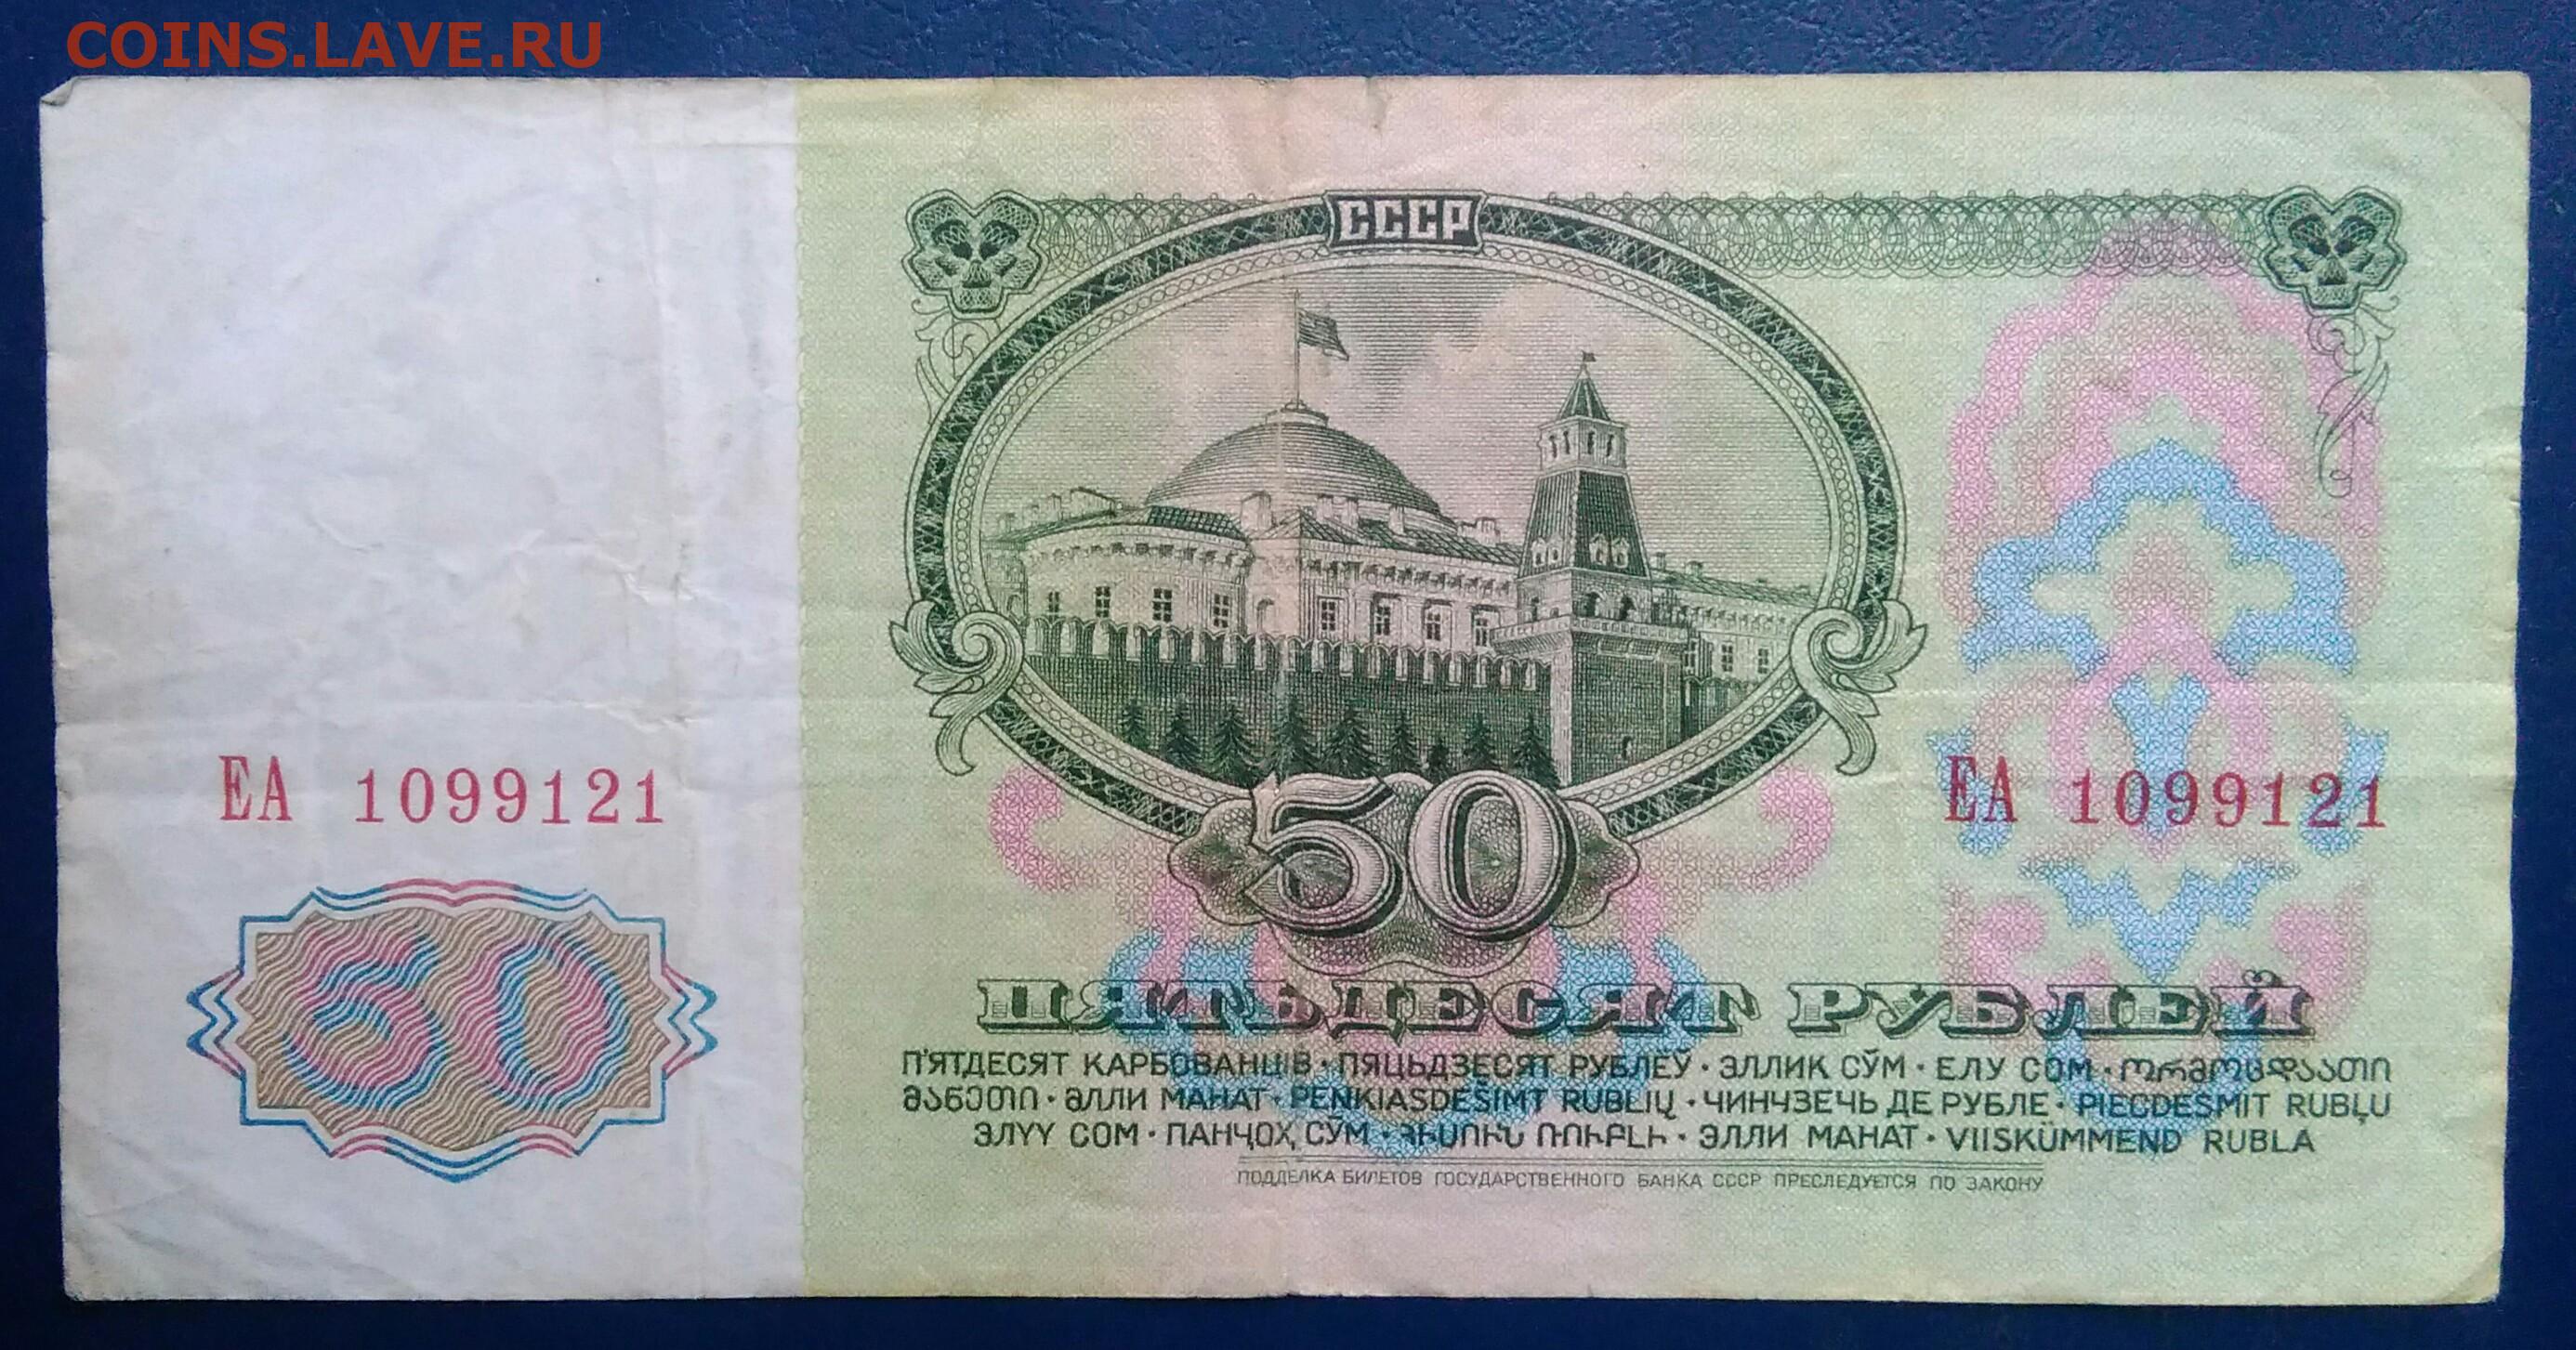 COINS.LAVE.RU
СССР
ЕА 1099121
ЕА 1099121
50
50
ПЯТЬДЕСЯТ РУБЛЕЙ
П'ЯТДЕСЯТ КАРБОВАНЦІВ · ПЯЦЬДЗЕСЯТ РУБЛЕЎ · ЭЛЛИК СЎМ · ЕЛУ СОМ · ორმოცდაათი
მანეთი · ӘЛЛИ МАНАТ · PENKIASDEŠIMT RUBLIŲ · ЧИНЧЗЕЧЬ ДЕ РУБЛЕ · PIECDESMIT RUBĻU
ЭЛҮҮ СОМ · ПАНҶОҲ СӮМ · ՀԻՍՈՒՆ ՌՈՒԲԼԻ · ЭЛЛИ МАНАТ · VIISKÜMMEND RUBLA
ПОДДЕЛКА БИЛЕТОВ ГОСУДАРСТВЕННОГО БАНКА СССР ПРЕСЛЕДУЕТСЯ ПО ЗАКОНУ